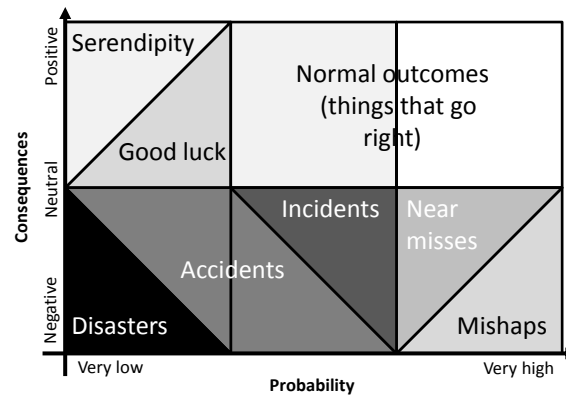 Serendipity
Normal outcomes
(things that go
right)
Good luck
Incidents
Near
misses
Accidents
Disasters
Mishaps
Consequences
Positive
Neutral
Negative
Very low
Very high
Probability